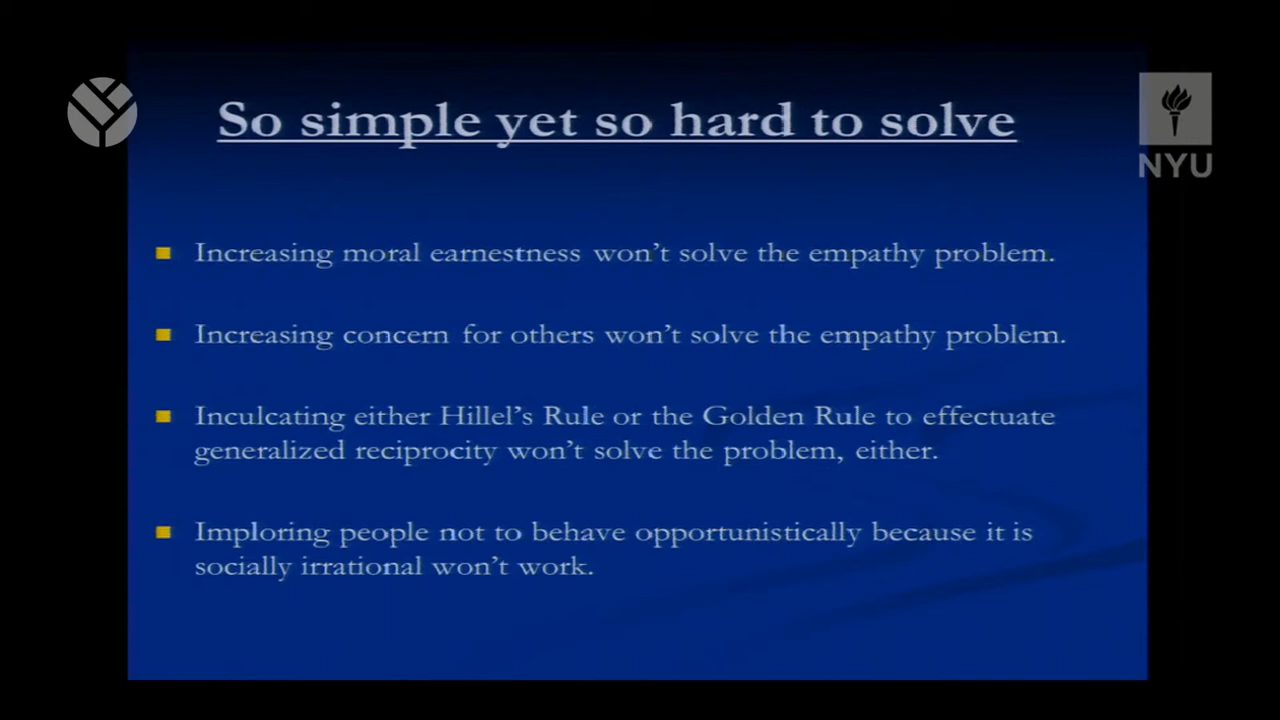 So simple yet so hard to solve
NYU
Increasing moral earnestness won’t solve the empathy problem.
Increasing concern for others won’t solve the empathy problem.
Inculcating either Hillel’s Rule or the Golden Rule to effectuate
generalized reciprocity won’t solve the problem, either.
Imploring people not to behave opportunistically because it is
socially irrational won’t work.